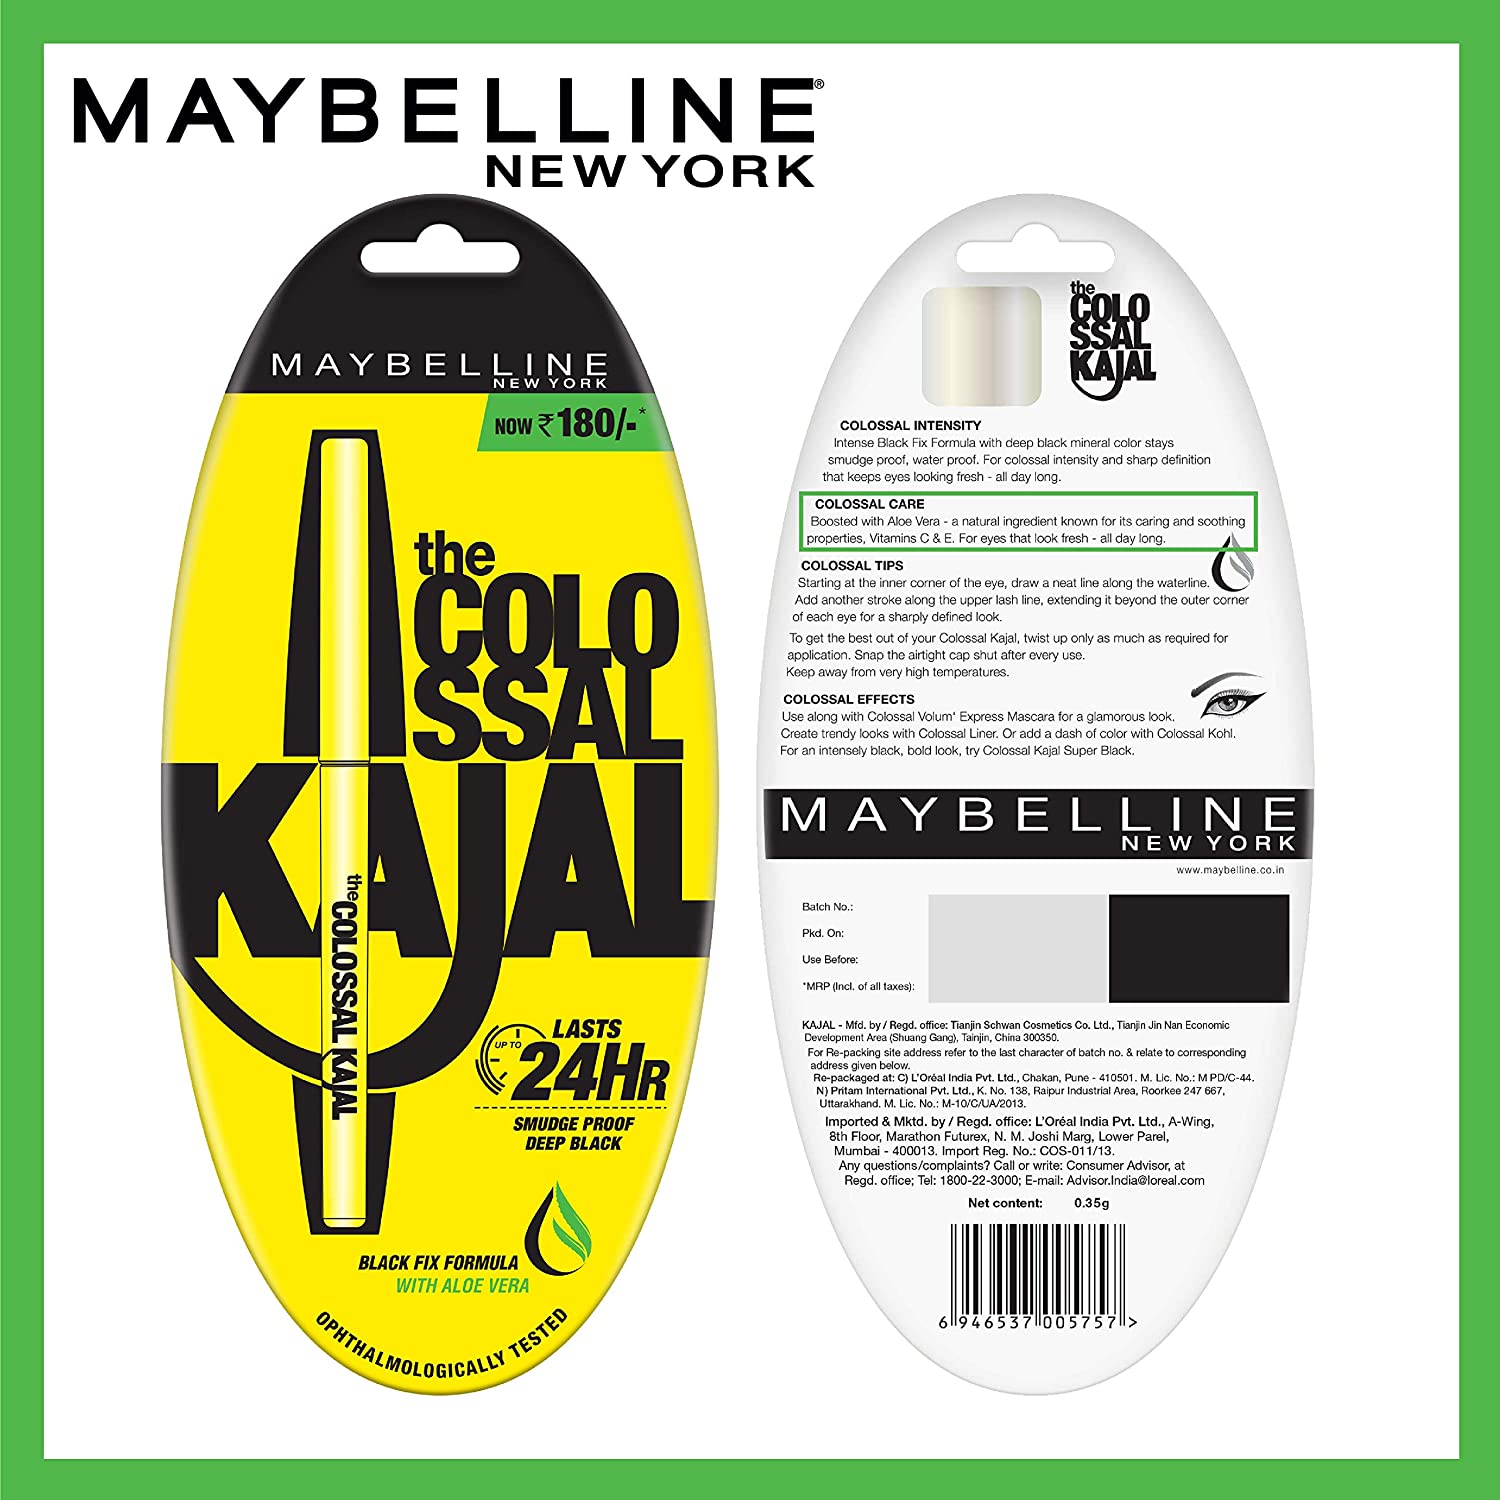 MAYBELLINE®
NEW YORK
MAYBELLINE
NEW YORK
NOW ₹180/-*
the
COLO
SSAL
KAJAL
the COLOSSAL KAJAL
LASTS
UP TO
24HR
SMUDGE PROOF
DEEP BLACK
BLACK FIX FORMULA
WITH ALOE VERA
OPHTHALMOLOGICALLY TESTED
the
COLO
SSAL
KAJAL
COLOSSAL INTENSITY
Intense Black Fix Formula with deep black mineral color stays
smudge proof, water proof. For colossal intensity and sharp definition
that keeps eyes looking fresh - all day long.
COLOSSAL CARE
Boosted with Aloe Vera - a natural ingredient known for its caring and soothing
properties, Vitamins C & E. For eyes that look fresh - all day long.
COLOSSAL TIPS
Starting at the inner corner of the eye, draw a neat line along the waterline.
Add another stroke along the upper lash line, extending it beyond the outer corner
of each eye for a sharply defined look.
To get the best out of your Colossal Kajal, twist up only as much as required for
application. Snap the airtight cap shut after every use.
Keep away from very high temperatures.
COLOSSAL EFFECTS
Use along with Colossal Volum' Express Mascara for a glamorous look.
Create trendy looks with Colossal Liner. Or add a dash of color with Colossal Kohl.
For an intensely black, bold look, try Colossal Kajal Super Black.
MAYBELLINE
NEW YORK
www.maybelline.co.in
Batch No.:
Pkd. On:
Use Before:
*MRP (Incl. of all taxes):
KAJAL - Mfd. by / Regd. office: Tianjin Schwan Cosmetics Co. Ltd., Tianjin Jin Nan Economic
Development Area (Shuang Gang), Tainjin, China 300350.
For Re-packing site address refer to the last character of batch no. & relate to corresponding
address given below.
Re-packaged at: C) L'Oréal India Pvt. Ltd., Chakan, Pune - 410501. M. Lic. No.: M PD/C-44.
N) Pritam International Pvt. Ltd., K. No. 138, Raipur Industrial Area, Roorkee 247 667,
Uttarakhand. M. Lic. No.: M-10/C/UA/2013.
Imported & Mktd. by / Regd. office: L'Oréal India Pvt. Ltd., A-Wing,
8th Floor, Marathon Futurex, N. M. Joshi Marg, Lower Parel,
Mumbai - 400013. Import Reg. No.: COS-011/13.
Any questions/complaints? Call or write: Consumer Advisor, at
Regd. office; Tel: 1800-22-3000; E-mail: Advisor.India@loreal.com
Net content: 0.35g
6 946537 005757 >